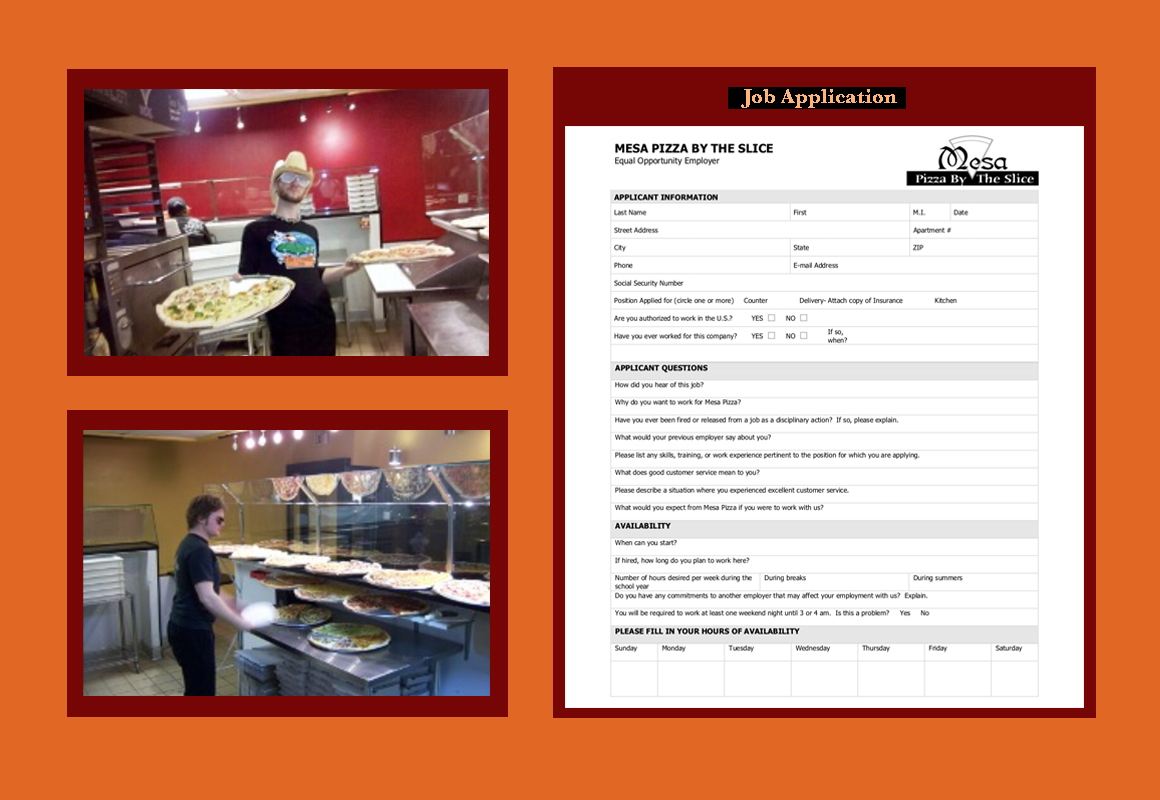 Job Application
MESA PIZZA BY THE SLICE
Equal Opportunity Employer
Mesa
Pizza By The Slice
APPLICANT INFORMATION
Last Name First M.I. Date
Street Address Apartment #
City State ZIP
Phone E-mail Address
Social Security Number
Position Applied for (circle one or more) Counter Delivery- Attach copy of Insurance Kitchen
Are you authorized to work in the U.S.? YES NO
Have you ever worked for this company? YES NO If so,
when?
APPLICANT QUESTIONS
How did you hear of this job?
Why do you want to work for Mesa Pizza?
Have you ever been fired or released from a job as a disciplinary action? If so, please explain.
What would your previous employer say about you?
Please list any skills, training, or work experience pertinent to the position for which you are applying.
What does good customer service mean to you?
Please describe a situation where you experienced excellent customer service.
What would you expect from Mesa Pizza if you were to work with us?
AVAILABILITY
When can you start?
If hired, how long do you plan to work here?
Number of hours desired per week during the During breaks During summers
school year
Do you have any commitments to another employer that may affect your employment with us? Explain.
You will be required to work at least one weekend night until 3 or 4 am. Is this a problem? Yes No
PLEASE FILL IN YOUR HOURS OF AVAILABILITY
Sunday Monday Tuesday Wednesday Thursday Friday Saturday